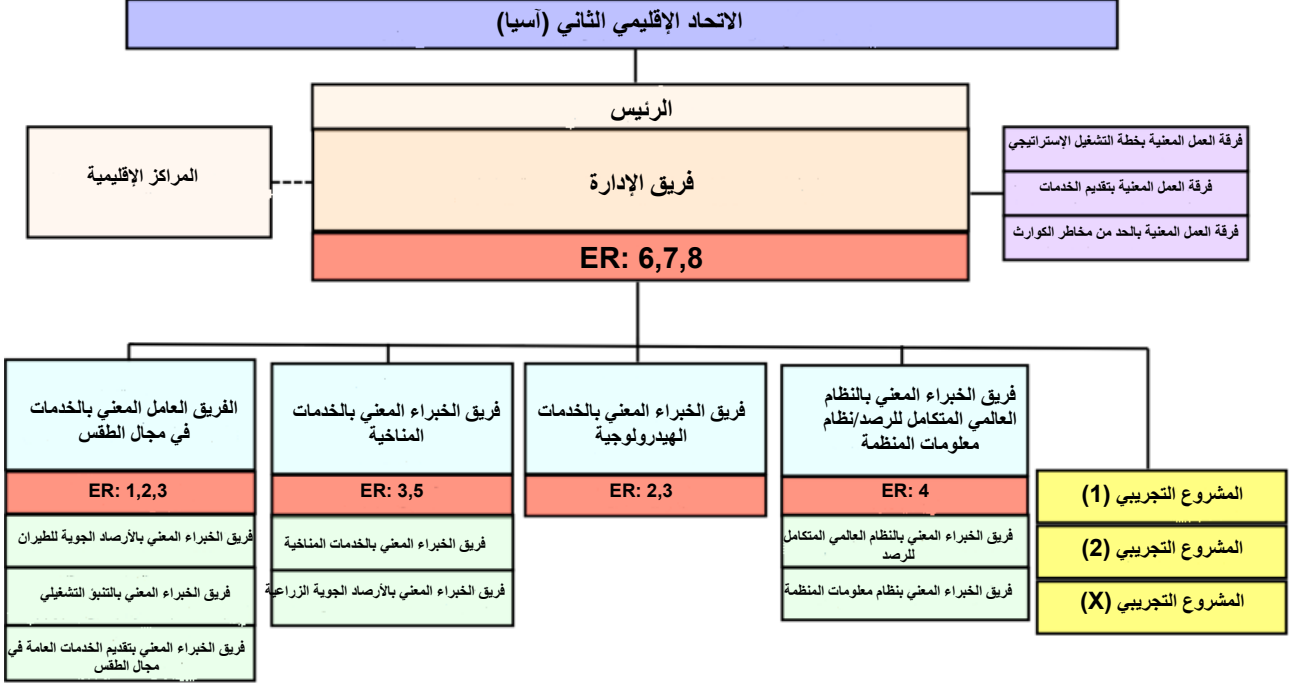 الاتحاد الإقليمي الثاني (آسيا)
الرئيس
فريق الإدارة
ER: 6,7,8
فرقة العمل المعنية بخطة التشغيل الإستراتيجي
فرقة العمل المعنية بتقديم الخدمات
فرقة العمل المعنية بالحد من مخاطر الكوارث
المراكز الإقليمية
المشروع التجريبي (1)
المشروع التجريبي (2)
المشروع التجريبي (X)
فريق الخبراء المعني بالنظام
العالمي المتكامل للرصد/نظام
معلومات المنظمة
ER: 4
فريق الخبراء المعني بالنظام العالمي المتكامل
للرصد
فريق الخبراء المعني بنظام معلومات المنظمة
فريق الخبراء المعني بالخدمات
الهيدرولوجية
ER: 2,3
فريق الخبراء المعني بالخدمات
المناخية
ER: 3,5
فريق الخبراء المعني بالخدمات المناخية
فريق الخبراء المعني بالأرصاد الجوية الزراعية
الفريق العامل المعني بالخدمات
في مجال الطقس
ER: 1,2,3
فريق الخبراء المعني بالأرصاد الجوية للطيران
فريق الخبراء المعني بالتنبؤ التشغيلي
فريق الخبراء المعني بتقديم الخدمات العامة في
مجال الطقس